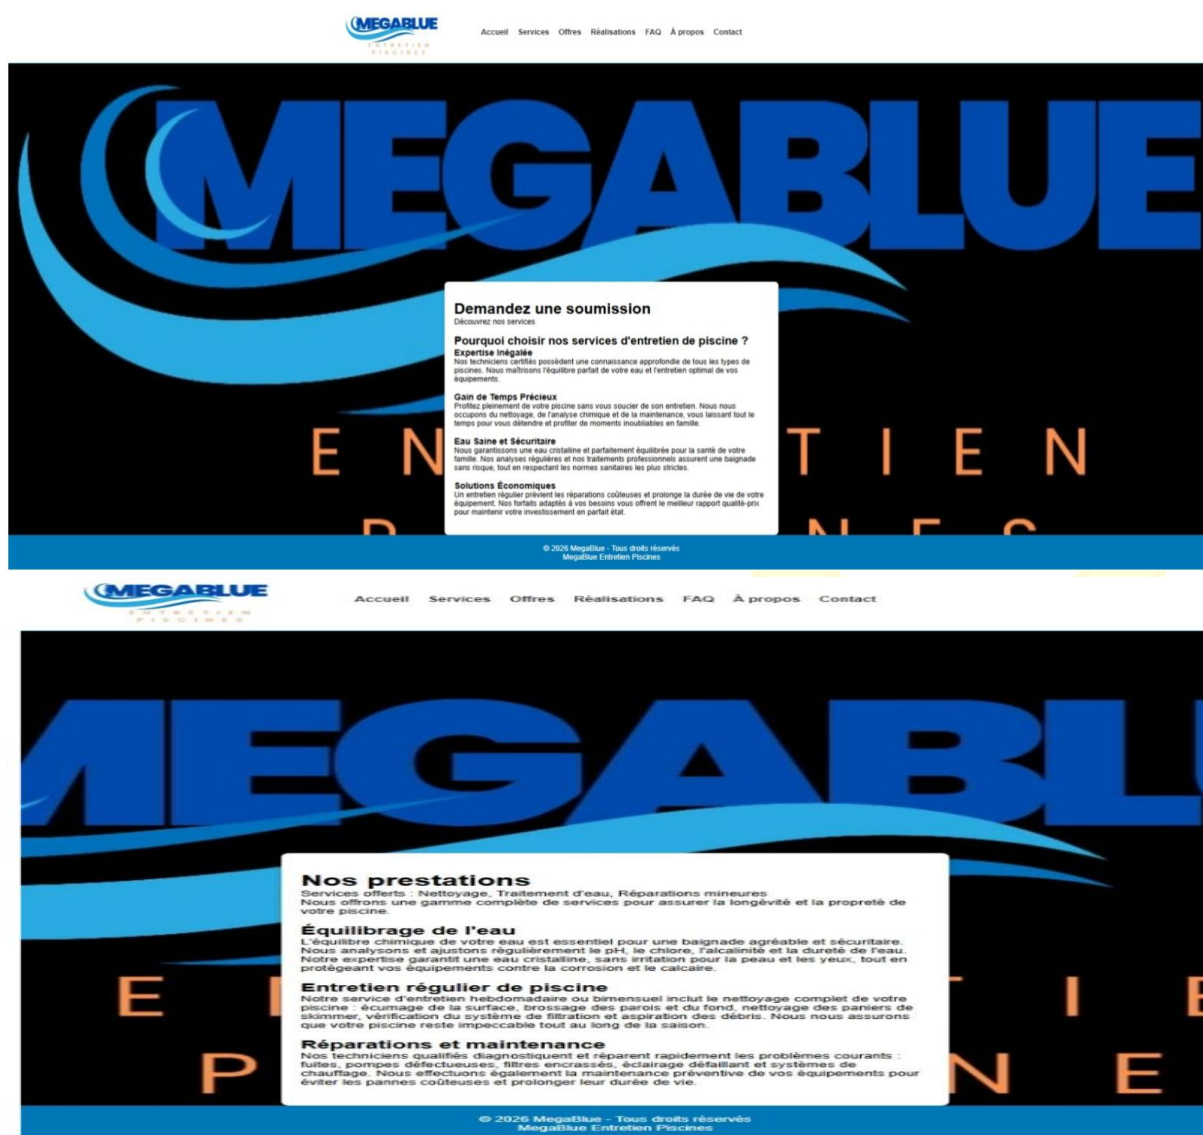 MEGABLUE
ENTRETIEN
PISCINES
Accueil Services Offres Réalisations FAQ À propos Contact
MEGABLUE
Demandez une soumission
Découvrez nos services
Pourquoi choisir nos services d'entretien de piscine ?
Expertise Inégalée
Nos techniciens certifiés possèdent une connaissance approfondie de tous les types de
piscines. Nous maîtrisons l'équilibre parfait de votre eau et l'entretien optimal de vos
équipements.
Gain de Temps Précieux
Profitez pleinement de votre piscine sans vous soucier de son entretien. Nous nous
occupons du nettoyage, de l'analyse chimique et de la maintenance, vous laissant tout le
temps pour vous détendre et profiter de moments inoubliables en famille.
Eau Saine et Sécuritaire
Nous garantissons une eau cristalline et parfaitement équilibrée pour la santé de votre
famille. Nos analyses régulières et nos traitements professionnels assurent une baignade
sans risque, tout en respectant les normes sanitaires les plus strictes.
Solutions Économiques
Un entretien régulier prévient les réparations coûteuses et prolonge la durée de vie de votre
équipement. Nos forfaits adaptés à vos besoins vous offrent le meilleur rapport qualité-prix
pour maintenir votre investissement en parfait état.
EN TIEN
P NES
© 2026 MegaBlue - Tous droits réservés
MegaBlue Entretien Piscines
MEGABLUE
ENTRETIEN
PISCINES
Accueil Services Offres Réalisations FAQ À propos Contact
MEGABLU
Nos prestations
Services offerts : Nettoyage, Traitement d'eau, Réparations mineures
Nous offrons une gamme complète de services pour assurer la longévité et la propreté de
votre piscine.
Équilibrage de l'eau
L'équilibre chimique de votre eau est essentiel pour une baignade agréable et sécuritaire.
Nous analysons et ajustons régulièrement le pH, le chlore, l'alcalinité et la dureté de l'eau.
Notre expertise garantit une eau cristalline, sans irritation pour la peau et les yeux, tout en
protégeant vos équipements contre la corrosion et le calcaire.
Entretien régulier de piscine
Notre service d'entretien hebdomadaire ou bimensuel inclut le nettoyage complet de votre
piscine : écumage de la surface, brossage des parois et du fond, nettoyage des paniers de
skimmer, vérification du système de filtration et aspiration des débris. Nous nous assurons
que votre piscine reste impeccable tout au long de la saison.
Réparations et maintenance
Nos techniciens qualifiés diagnostiquent et réparent rapidement les problèmes courants :
fuites, pompes défectueuses, filtres encrassés, éclairage défaillant et systèmes de
chauffage. Nous effectuons également la maintenance préventive de vos équipements pour
éviter les pannes coûteuses et prolonger leur durée de vie.
E I E
P NE
© 2026 MegaBlue - Tous droits réservés
MegaBlue Entretien Piscines